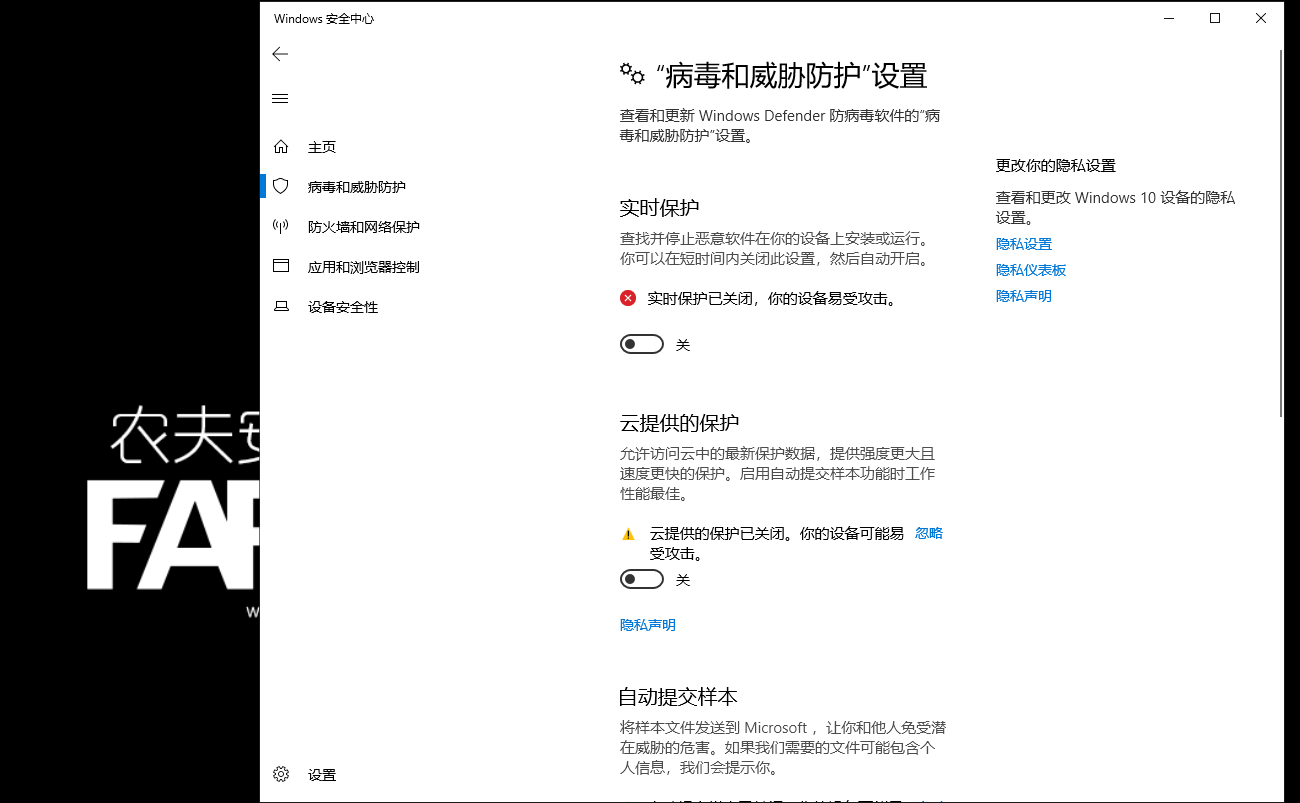 Windows 安全中心
主页
病毒和威胁防护
防火墙和网络保护
应用和浏览器控制
设备安全性
设置
“病毒和威胁防护”设置
查看和更新 Windows Defender 防病毒软件的“病
毒和威胁防护”设置。
实时保护
查找并停止恶意软件在你的设备上安装或运行。
你可以在短时间内关闭此设置，然后自动开启。
实时保护已关闭，你的设备易受攻击。
关
云提供的保护
允许访问云中的最新保护数据，提供强度更大且
速度更快的保护。启用自动提交样本功能时工作
性能最佳。
云提供的保护已关闭。你的设备可能易 忽略
受攻击。
关
隐私声明
自动提交样本
将样本文件发送到 Microsoft ，让你和他人免受潜
在威胁的危害。如果我们需要的文件可能包含个
人信息，我们会提示你。
更改你的隐私设置
查看和更改 Windows 10 设备的隐私
设置。
隐私设置
隐私仪表板
隐私声明
农夫安
FA
w